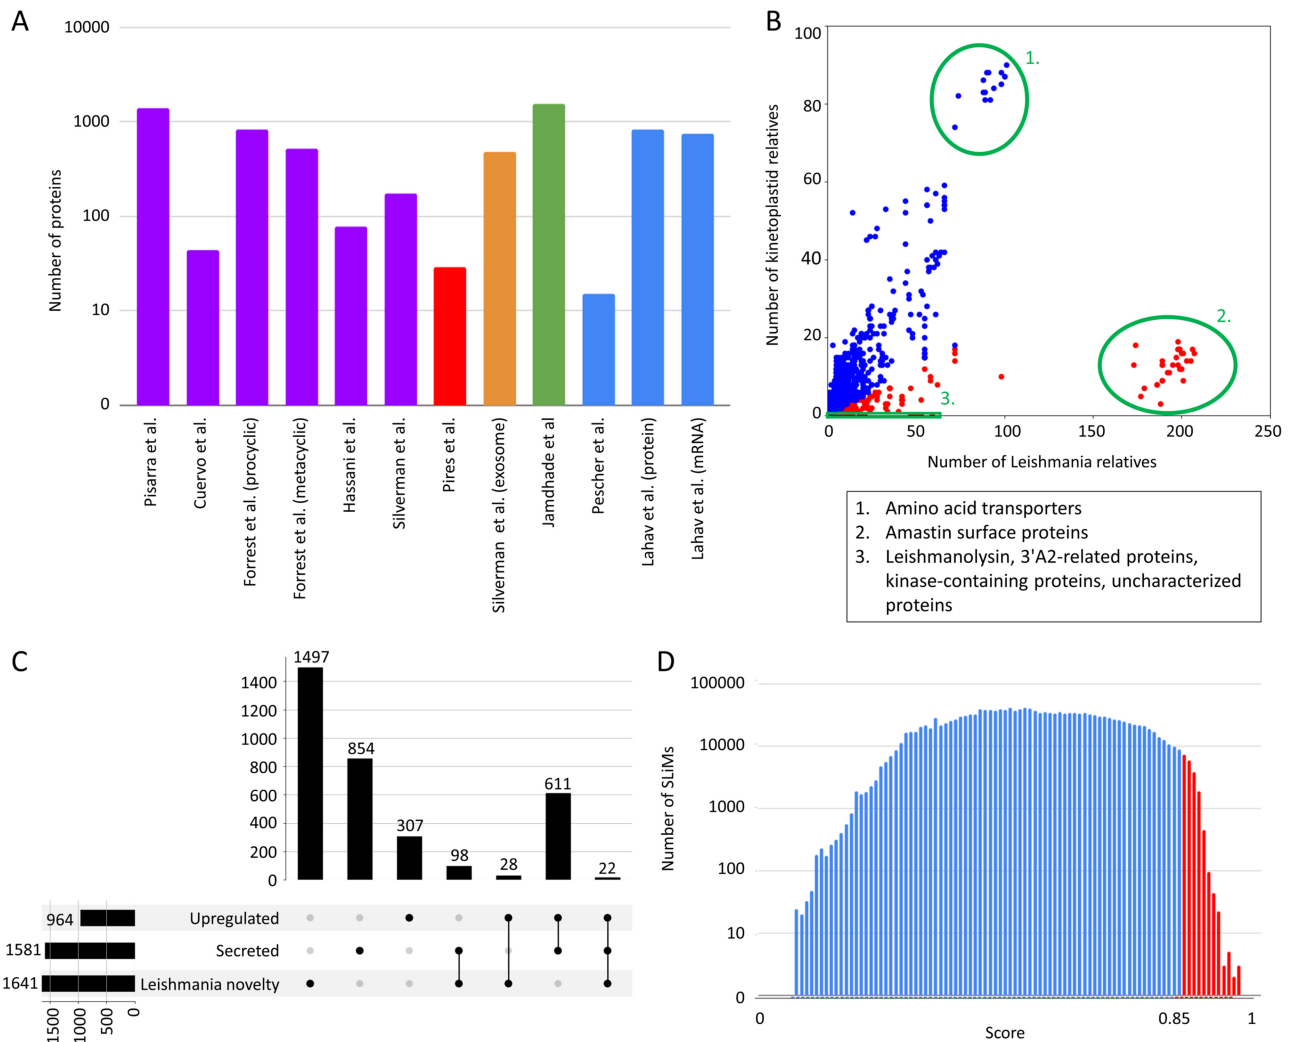 A
10000
1000
100
10
0
Number of proteins
Pisarra et al.
Cuervo et al.
Forrest et al. (procyclic)
Forrest et al. (metacyclic)
Hassani et al.
Silverman et al.
Pires et al.
Silverman et al. (exosome)
Jamdhade et al
Pescher et al.
Lahav et al. (protein)
Lahav et al. (mRNA)
B
100
80
60
40
20
0
Number of kinetoplastid relatives
1.
2.
3.
0 50 100 150 200 250
Number of Leishmania relatives
1. Amino acid transporters
2. Amastin surface proteins
3. Leishmanolysin, 3'A2-related proteins,
kinase-containing proteins, uncharacterized
proteins
C
1400
1200
1000
800
600
400
200
0
1497
854
307
98
28
611
22
964 Upregulated
1581 Secreted
1641 Leishmania novelty
1500 1000 500 0
D
100000
10000
1000
100
10
0
Number of SLiMs
0 0.85 1
Score